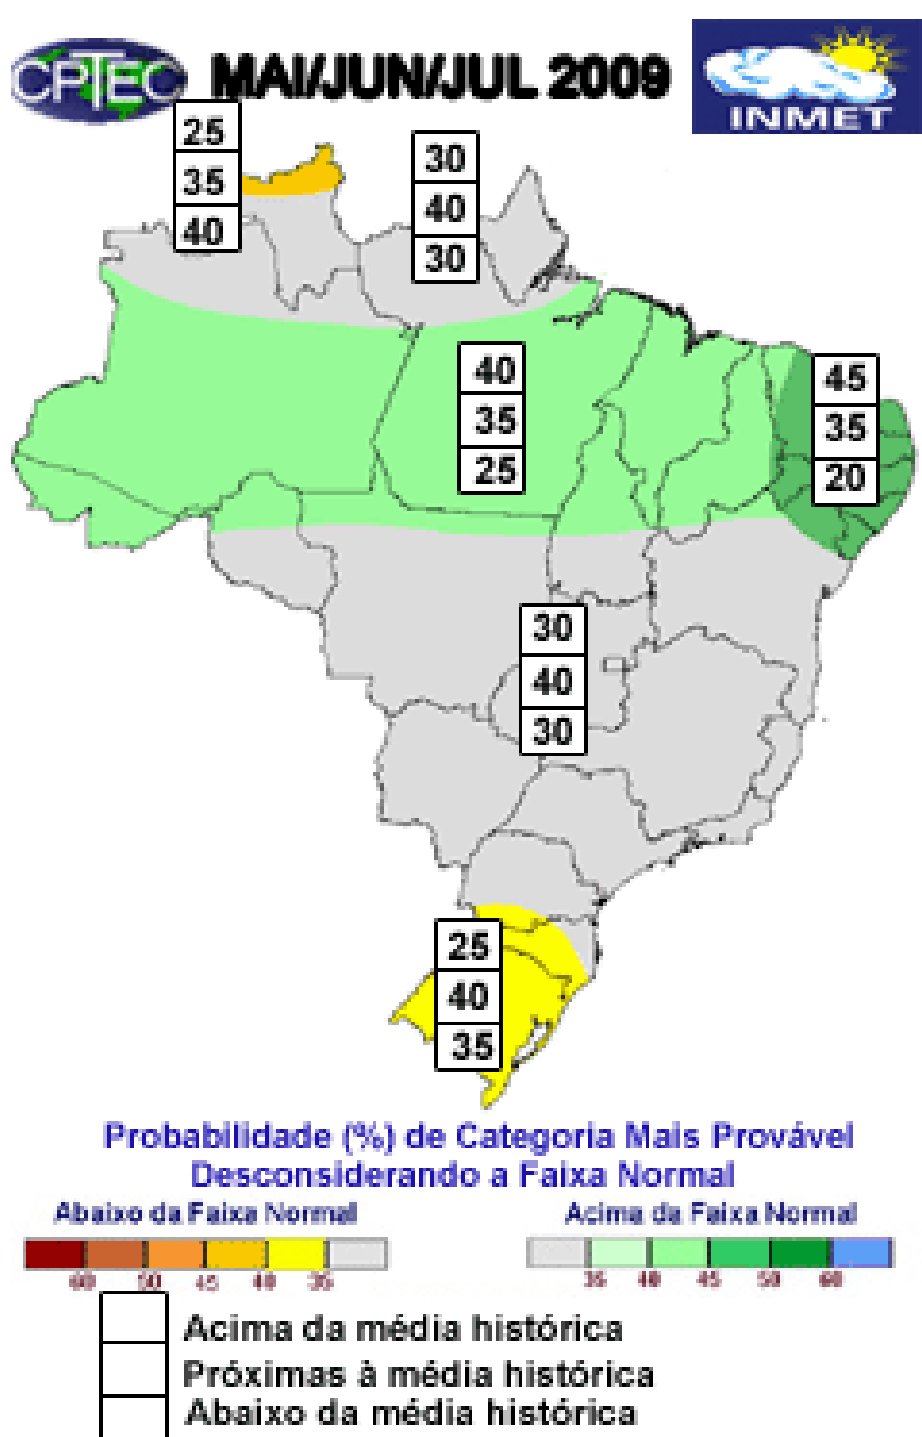 CPTEC
MAI/JUN/JUL 2009
INMET
25
35
40
30
40
30
40
35
25
45
35
20
30
40
30
25
40
35
Probabilidade (%) de Categoria Mais Provável
Desconsiderando a Faixa Normal
Abaixo da Faixa Normal
Acima da Faixa Normal
60 50 45 40 35
35 40 45 50 60
Acima da média histórica
Próximas à média histórica
Abaixo da média histórica